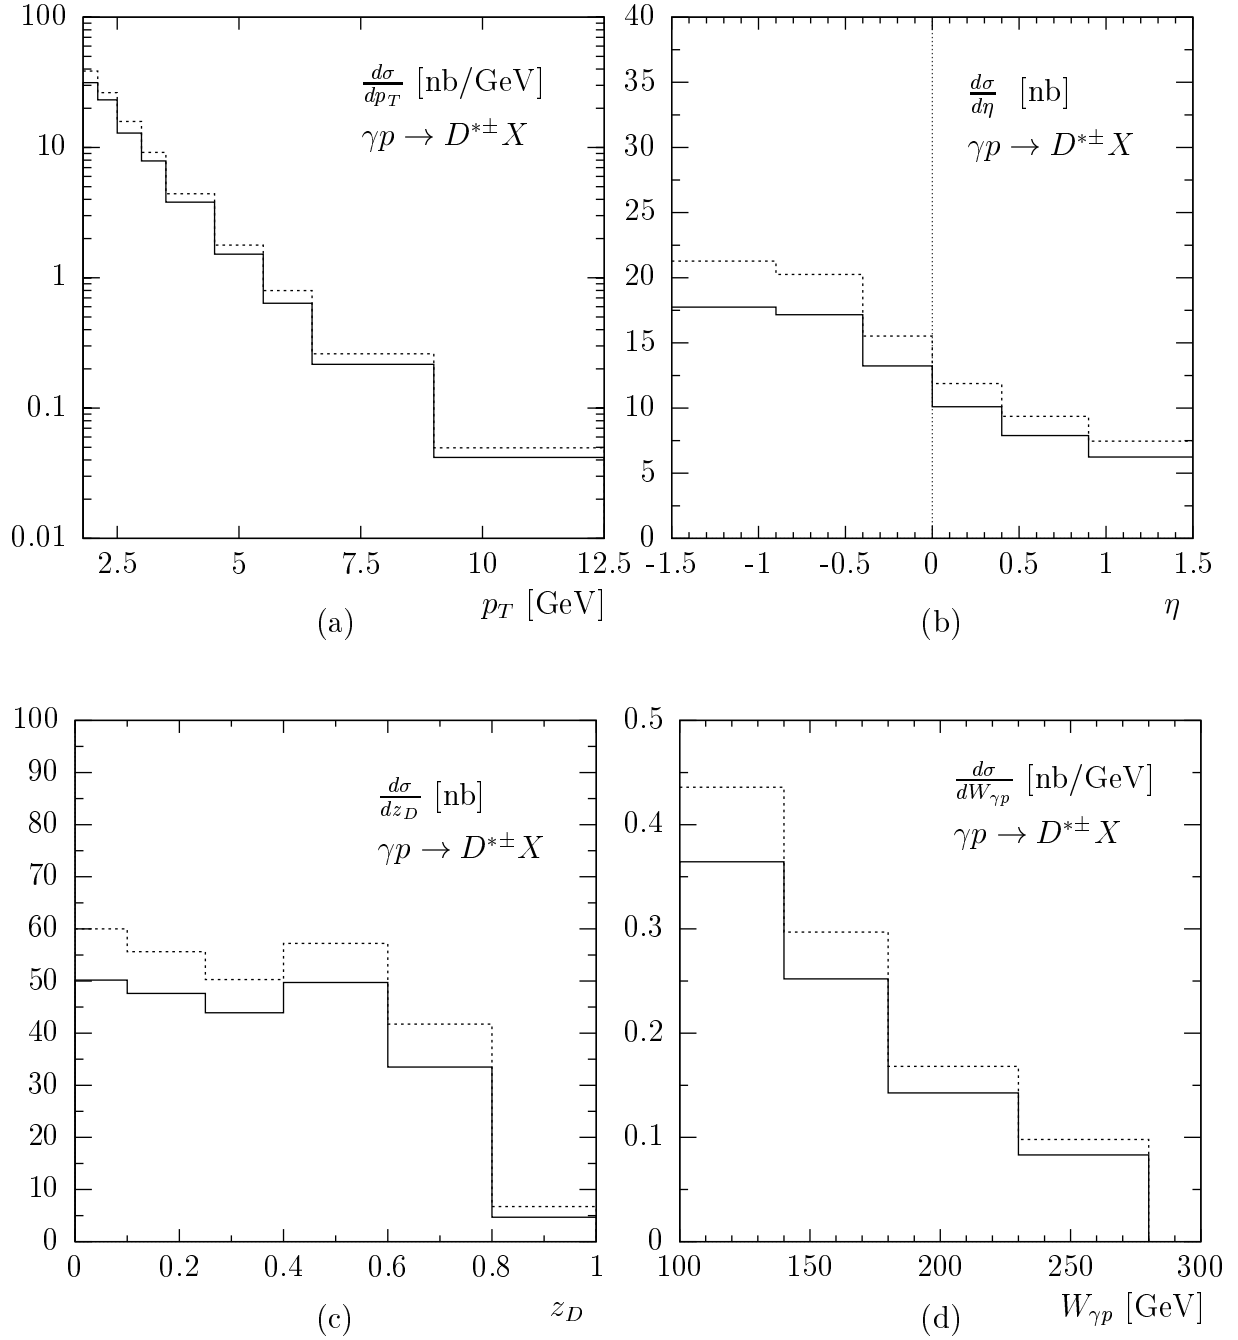 100
10
1
0.1
0.01
dσ/dp_T [nb/GeV]
γp → D*± X
2.5 5 7.5 10 12.5
p_T [GeV]
(a)
40
35
30
25
20
15
10
5
0
dσ/dη [nb]
γp → D*± X
-1.5 -1 -0.5 0 0.5 1 1.5
η
(b)
100
90
80
70
60
50
40
30
20
10
0
dσ/dz_D [nb]
γp → D*± X
0 0.2 0.4 0.6 0.8 1
z_D
(c)
0.5
0.4
0.3
0.2
0.1
0
dσ/dW_γp [nb/GeV]
γp → D*± X
100 150 200 250 300
W_γp [GeV]
(d)